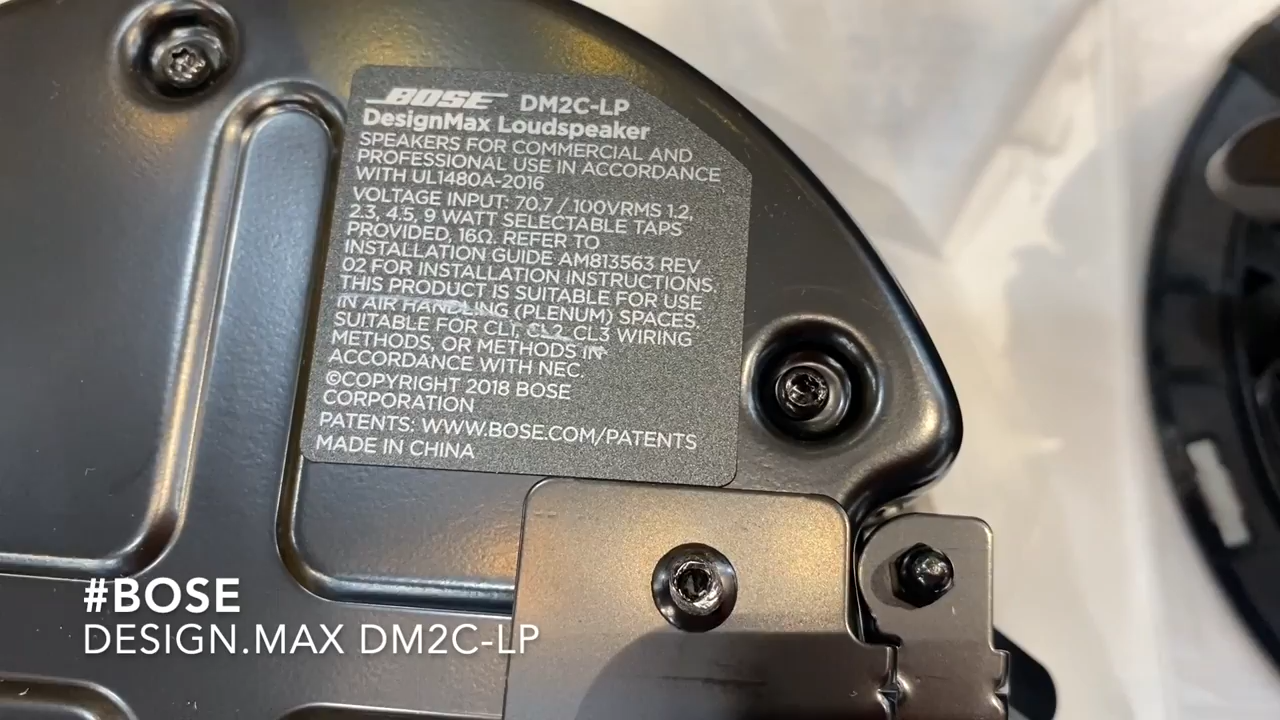 BOSE DM2C-LP
DesignMax Loudspeaker
SPEAKERS FOR COMMERCIAL AND
PROFESSIONAL USE IN ACCORDANCE
WITH UL1480A-2016
VOLTAGE INPUT: 70.7 / 100VRMS 1.2,
2.3, 4.5, 9 WATT SELECTABLE TAPS
PROVIDED, 16Ω. REFER TO
INSTALLATION GUIDE AM813563 REV
02 FOR INSTALLATION INSTRUCTIONS.
THIS PRODUCT IS SUITABLE FOR USE
IN AIR HANDLING (PLENUM) SPACES.
SUITABLE FOR CL1, CL2, CL3 WIRING
METHODS, OR METHODS IN
ACCORDANCE WITH NEC.
©COPYRIGHT 2018 BOSE
CORPORATION
PATENTS: WWW.BOSE.COM/PATENTS
MADE IN CHINA
#BOSE
DESIGN.MAX DM2C-LP